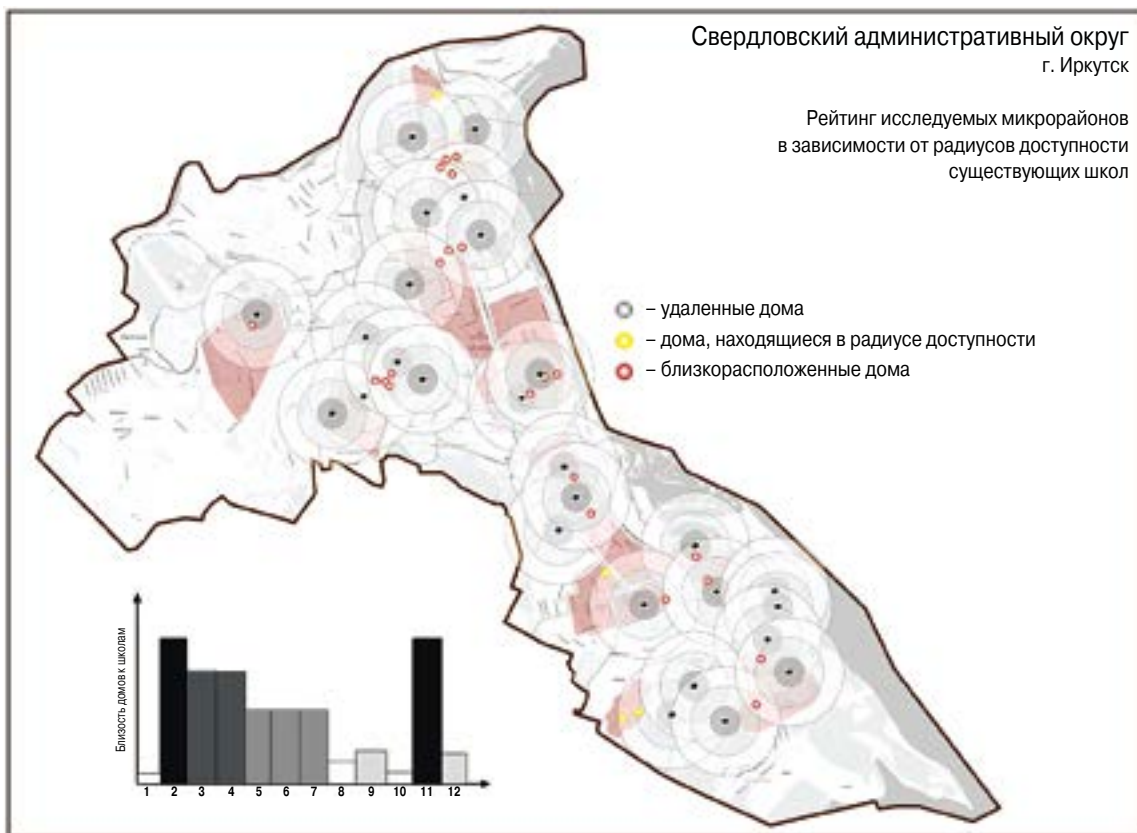 Свердловский административный округ
г. Иркутск
Рейтинг исследуемых микрорайонов
в зависимости от радиусов доступности
существующих школ
– удаленные дома
– дома, находящиеся в радиусе доступности
– близкорасположенные дома
Близость домов к школам
1 2 3 4 5 6 7 8 9 10 11 12